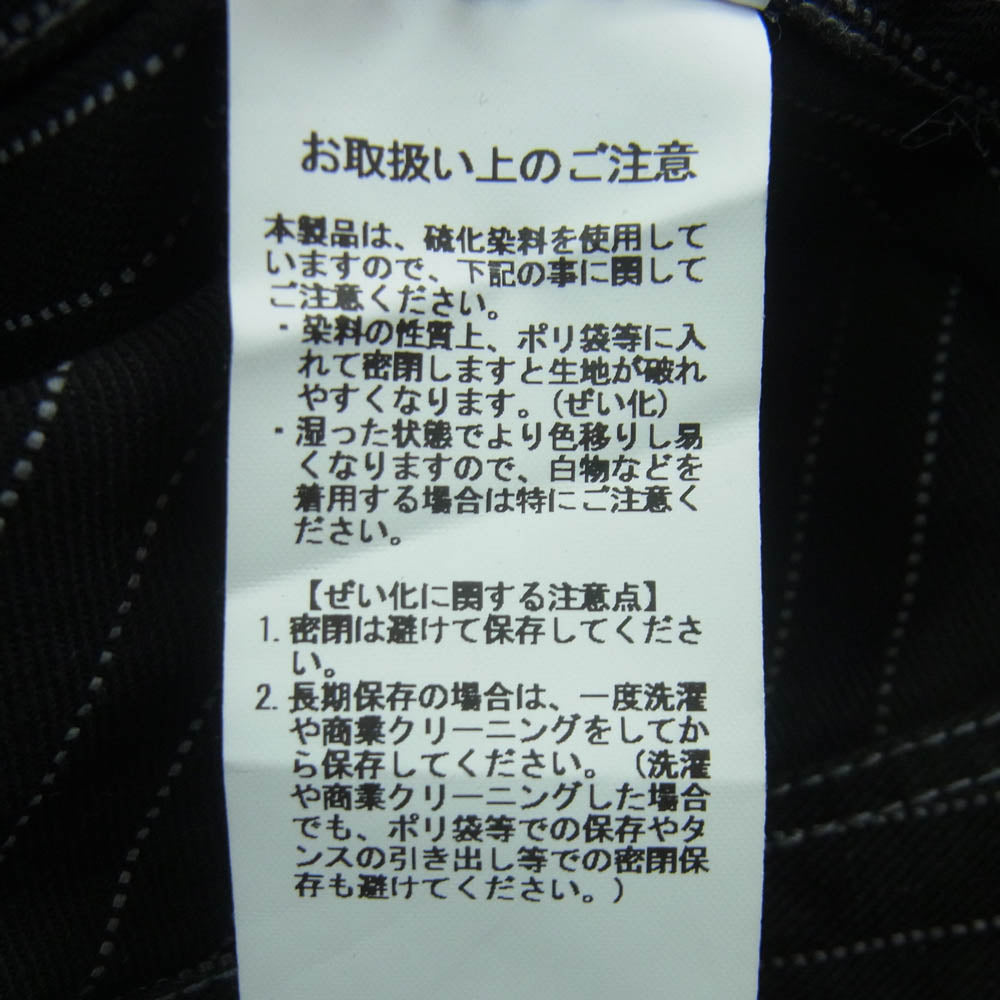 お取扱い上のご注意
本製品は、硫化染料を使用して
いますので、下記の事に関して
ご注意ください。
・染料の性質上、ポリ袋等に入
れて密閉しますと生地が破れ
やすくなります。(ぜい化)
・湿った状態でより色移りし易
くなりますので、白物などを
着用する場合は特にご注意く
ださい。
【ぜい化に関する注意点】
1. 密閉は避けて保存してくださ
い。
2. 長期保存の場合は、一度洗濯
や商業クリーニングをしてか
ら保存してください。（洗濯
や商業クリーニングした場合
でも、ポリ袋等での保存やタ
ンスの引き出し等での密閉保
存も避けてください。）